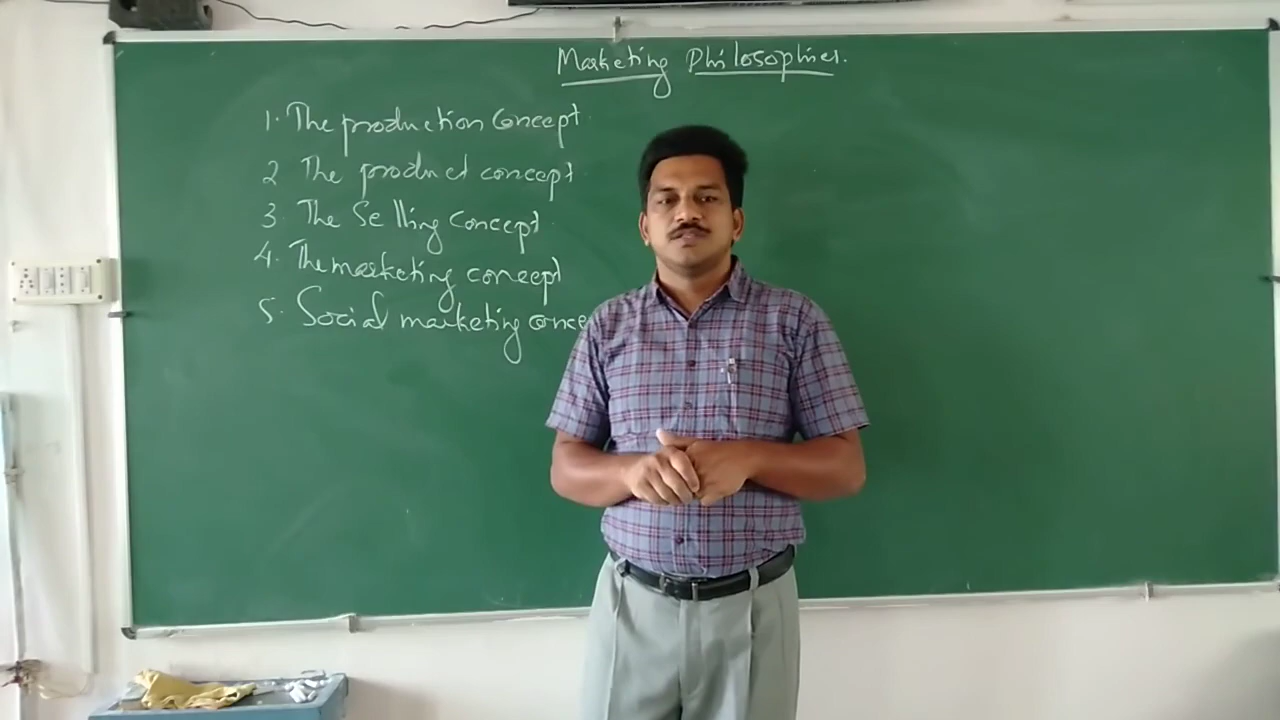 Marketing Philosophies.
1. The production Concept.
2 The product concept.
3. The Selling Concept.
4. The marketing concept
5. Social marketing conce